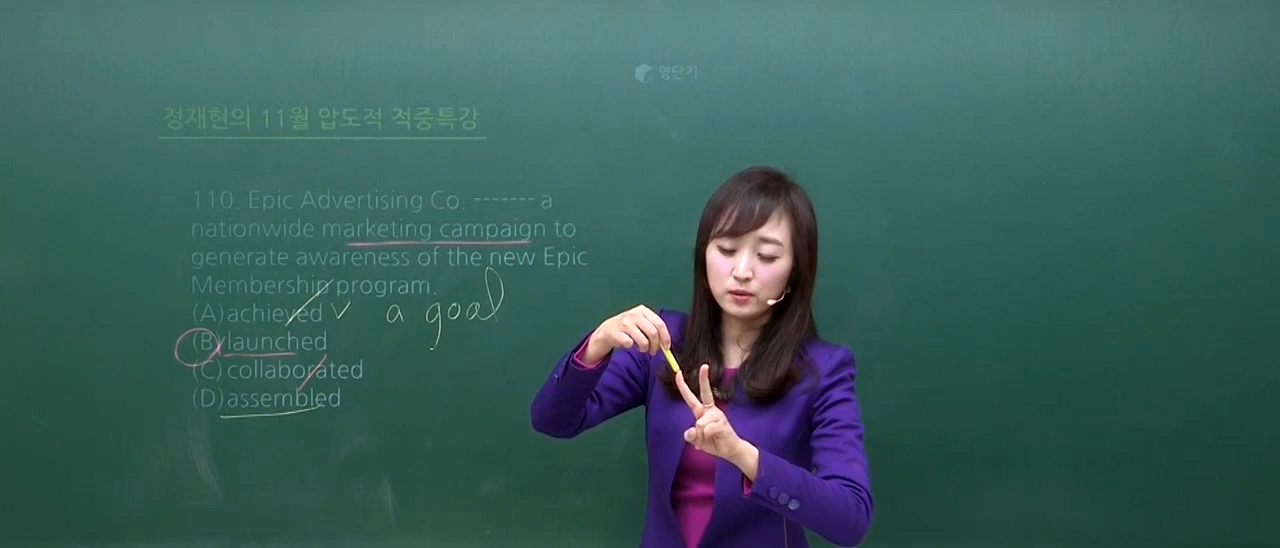 영단기
정재현의 11월 압도적 적중특강
110. Epic Advertising Co. ------- a
nationwide marketing campaign to
generate awareness of the new Epic
Membership program.
(A) achieved v a goal
(B) launched
(C) collaborated
(D) assembled